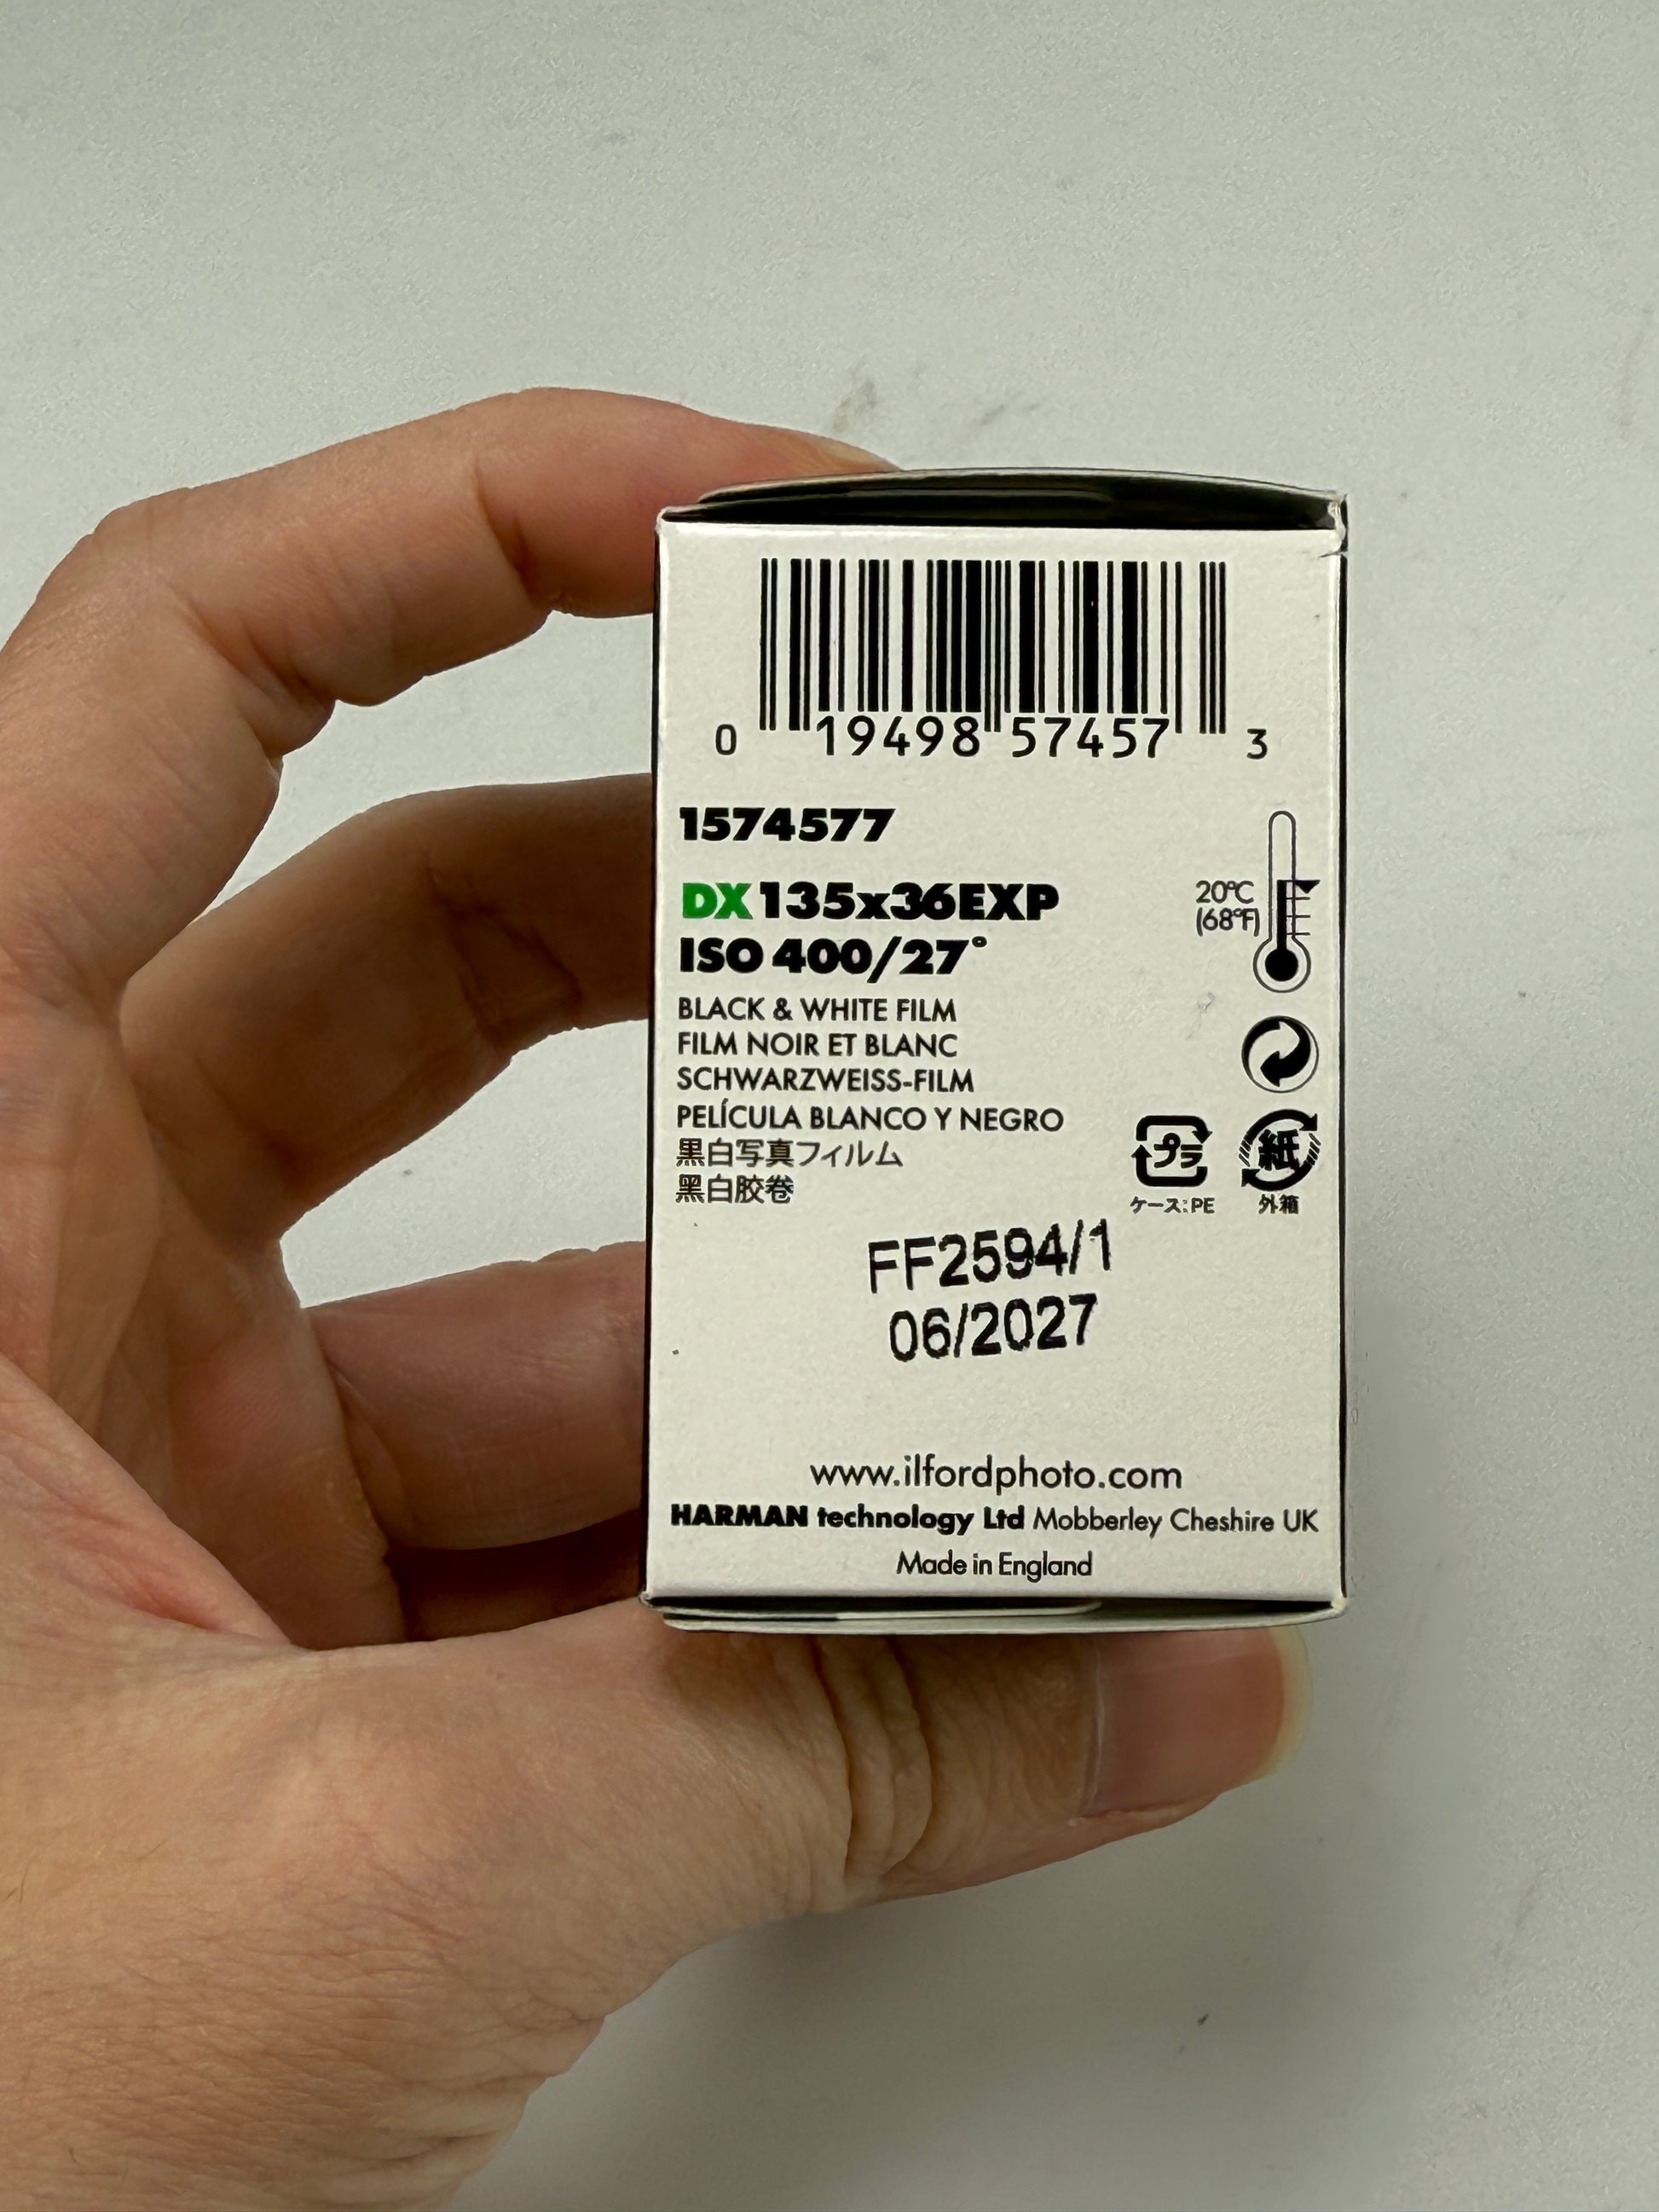 0 19498 57457 3
1574577
DX 135x36EXP
ISO 400/27°
20°C
(68°F)
BLACK & WHITE FILM
FILM NOIR ET BLANC
SCHWARZWEISS-FILM
PELÍCULA BLANCO Y NEGRO
黒白写真フィルム
黑白胶卷
プラ
ケース:PE
紙
外箱
FF2594/1
06/2027
www.ilfordphoto.com
HARMAN technology Ltd Mobberley Cheshire UK
Made in England